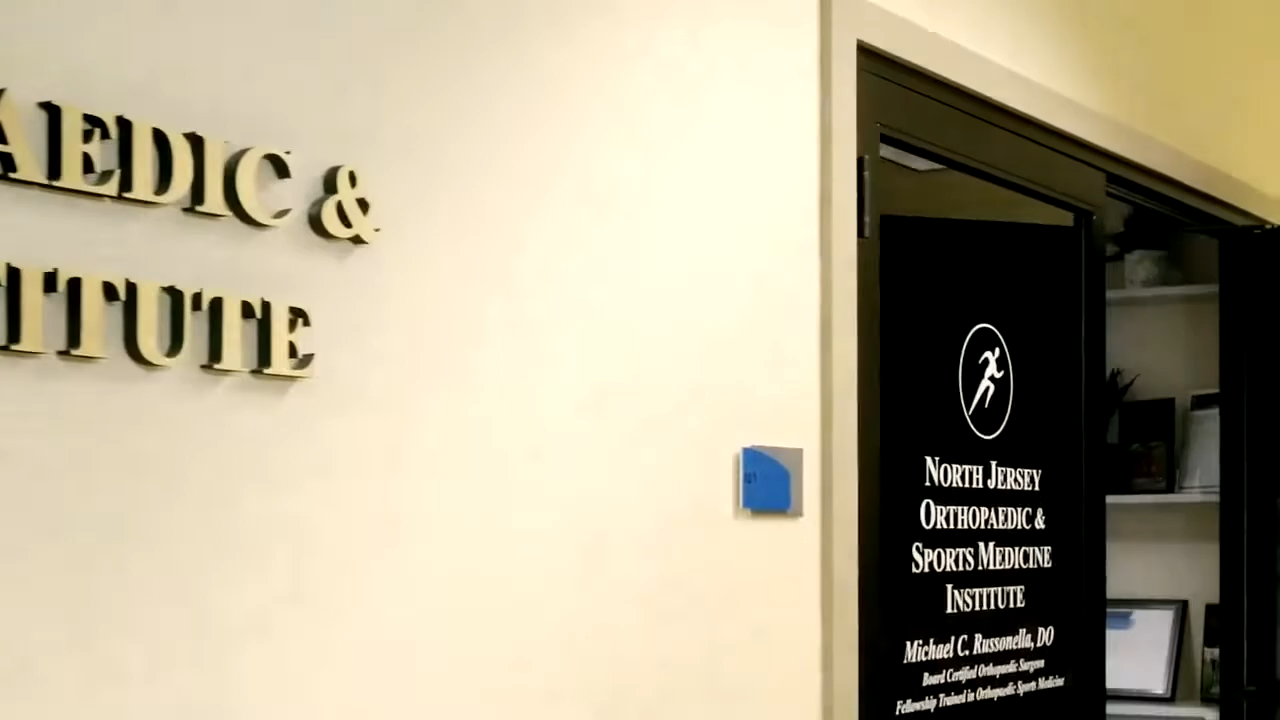 AEDIC &
TITUTE
NORTH JERSEY
ORTHOPAEDIC &
SPORTS MEDICINE
INSTITUTE
Michael C. Russonella, DO
Board Certified Orthopaedic Surgeon
Fellowship Trained in Orthopaedic Sports Medicine